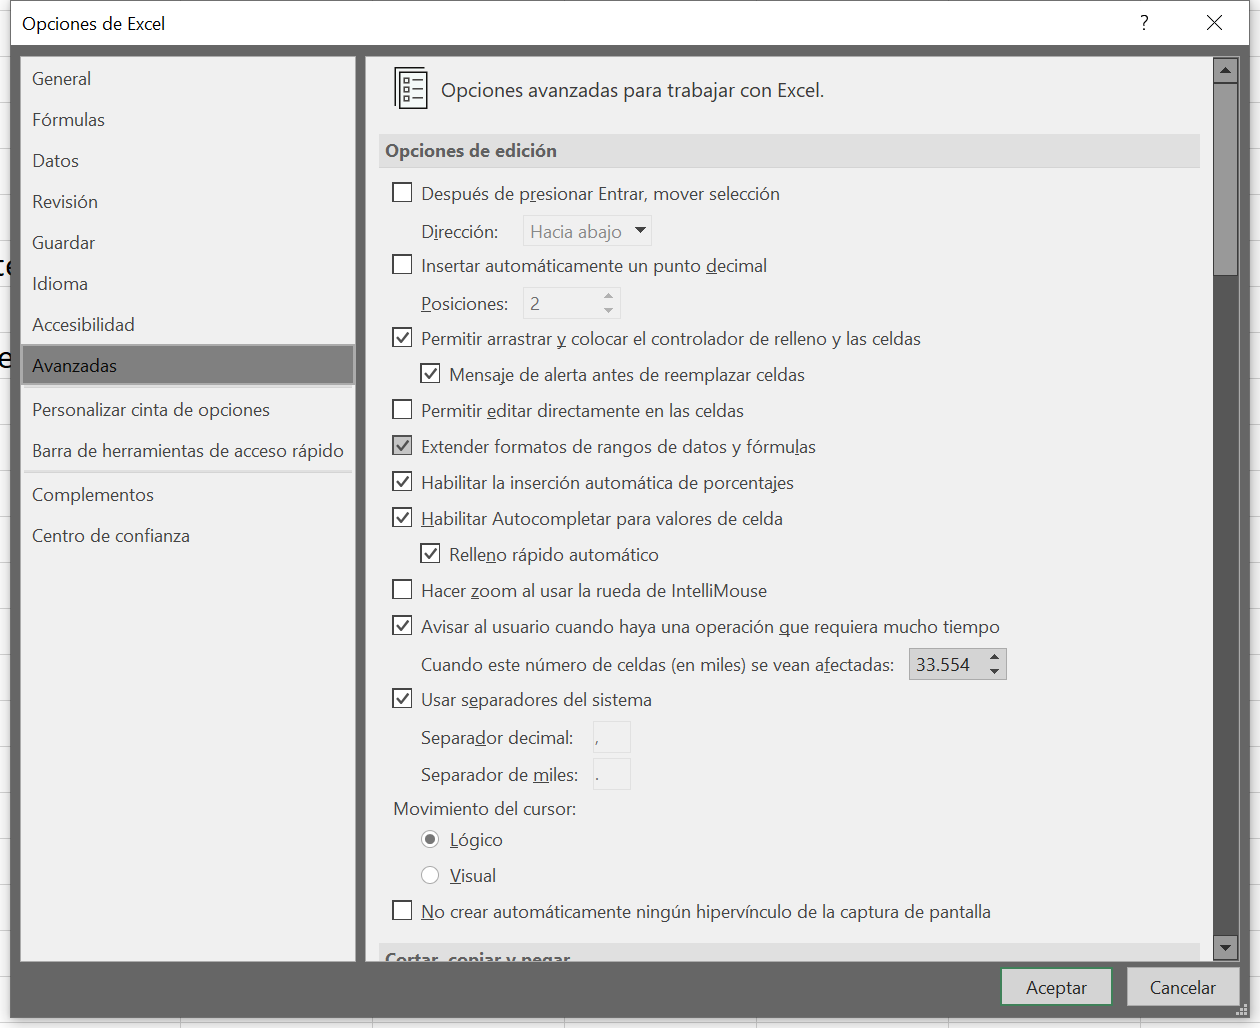 Opciones de Excel
?
General
Fórmulas
Datos
Revisión
Guardar
Idioma
Accesibilidad
Avanzadas
Personalizar cinta de opciones
Barra de herramientas de acceso rápido
Complementos
Centro de confianza
Opciones avanzadas para trabajar con Excel.
Opciones de edición
Después de presionar Entrar, mover selección
Dirección: Hacia abajo
Insertar automáticamente un punto decimal
Posiciones: 2
Permitir arrastrar y colocar el controlador de relleno y las celdas
Mensaje de alerta antes de reemplazar celdas
Permitir editar directamente en las celdas
Extender formatos de rangos de datos y fórmulas
Habilitar la inserción automática de porcentajes
Habilitar Autocompletar para valores de celda
Relleno rápido automático
Hacer zoom al usar la rueda de IntelliMouse
Avisar al usuario cuando haya una operación que requiera mucho tiempo
Cuando este número de celdas (en miles) se vean afectadas: 33.554
Usar separadores del sistema
Separador decimal: ,
Separador de miles: .
Movimiento del cursor:
Lógico
Visual
No crear automáticamente ningún hipervínculo de la captura de pantalla
Cortar, copiar y pegar
Aceptar
Cancelar